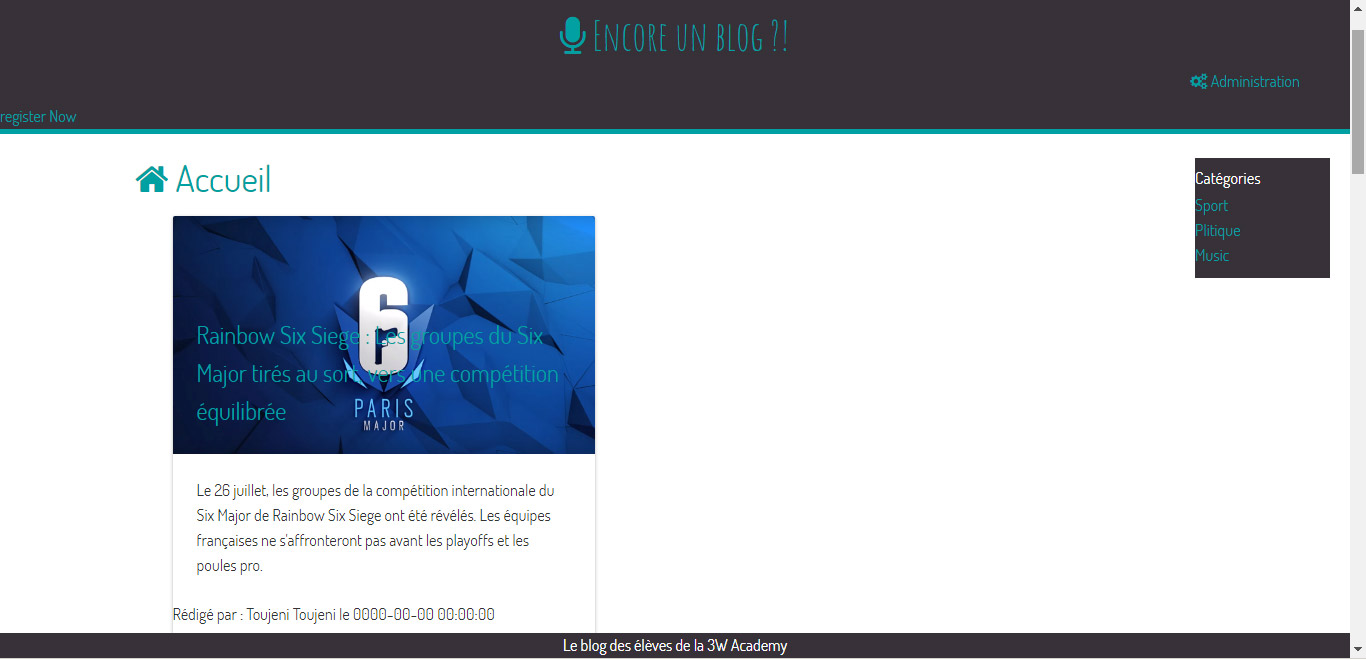 Encore un blog ?!
Administration
register Now
Accueil
Catégories
Sport
Plitique
Music
6
PARIS
MAJOR
Rainbow Six Siege : Les groupes du Six
Major tirés au sort, vers une compétition
équilibrée
Le 26 juillet, les groupes de la compétition internationale du
Six Major de Rainbow Six Siege ont été révélés. Les équipes
françaises ne s'affronteront pas avant les playoffs et les
poules pro.
Rédigé par : Toujeni Toujeni le 0000-00-00 00:00:00
Le blog des élèves de la 3W Academy